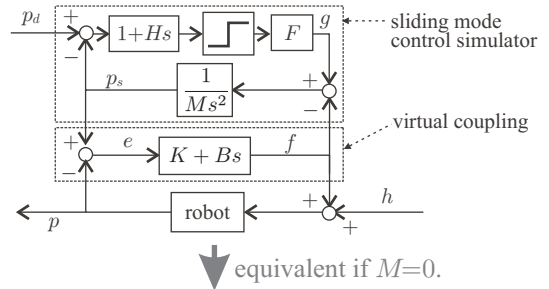 p_d + 1+Hs F g sliding mode
− control simulator
p_s 1/Ms² + −
virtual coupling
+ e K + Bs f
−
p robot + h
+
equivalent if M=0.